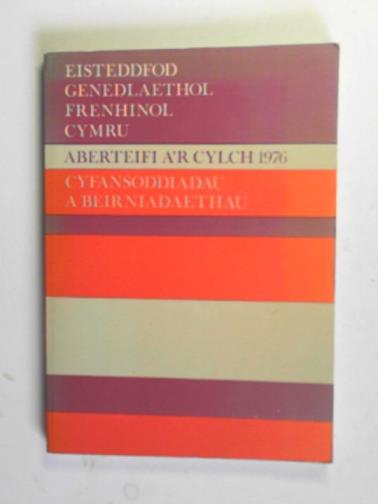 EISTEDDFOD
GENEDLAETHOL
FRENHINOL
CYMRU
ABERTEIFI A'R CYLCH 1976
CYFANSODDIADAU
A BEIRNIADAETHAU